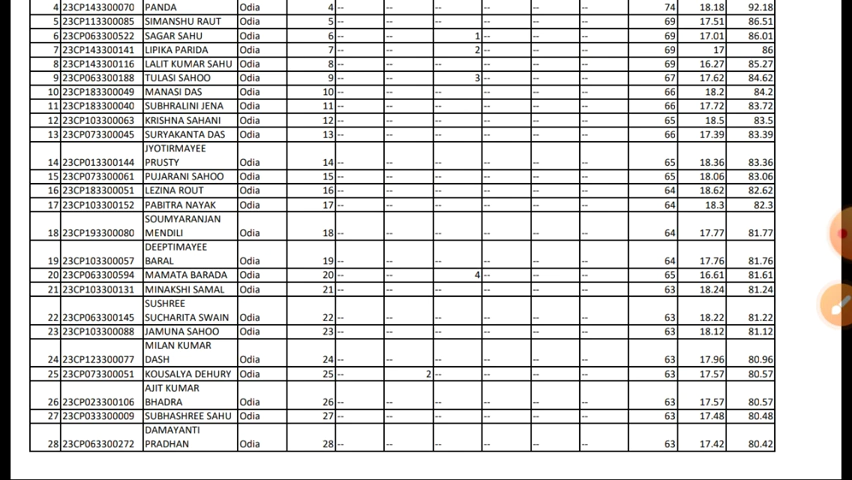 4 23CP143300070 PANDA Odia 4 -- -- -- -- -- -- 74 18.18 92.18
5 23CP113300085 SIMANSHU RAUT Odia 5 -- -- -- -- -- -- 69 17.51 86.51
6 23CP063300522 SAGAR SAHU Odia 6 -- -- 1 -- -- -- 69 17.01 86.01
7 23CP143300141 LIPIKA PARIDA Odia 7 -- -- 2 -- -- -- 69 17 86
8 23CP143300116 LALIT KUMAR SAHU Odia 8 -- -- -- -- -- -- 69 16.27 85.27
9 23CP063300188 TULASI SAHOO Odia 9 -- -- 3 -- -- -- 67 17.62 84.62
10 23CP183300049 MANASI DAS Odia 10 -- -- -- -- -- -- 66 18.2 84.2
11 23CP183300040 SUBHRALINI JENA Odia 11 -- -- -- -- -- -- 66 17.72 83.72
12 23CP103300063 KRISHNA SAHANI Odia 12 -- -- -- -- -- -- 65 18.5 83.5
13 23CP073300045 SURYAKANTA DAS Odia 13 -- -- -- -- -- -- 66 17.39 83.39
JYOTIRMAYEE
14 23CP013300144 PRUSTY Odia 14 -- -- -- -- -- -- 65 18.36 83.36
15 23CP073300061 PUJARANI SAHOO Odia 15 -- -- -- -- -- -- 65 18.06 83.06
16 23CP183300051 LEZINA ROUT Odia 16 -- -- -- -- -- -- 64 18.62 82.62
17 23CP103300152 PABITRA NAYAK Odia 17 -- -- -- -- -- -- 64 18.3 82.3
SOUMYARANJAN
18 23CP193300080 MENDILI Odia 18 -- -- -- -- -- -- 64 17.77 81.77
DEEPTIMAYEE
19 23CP103300057 BARAL Odia 19 -- -- -- -- -- -- 64 17.76 81.76
20 23CP063300594 MAMATA BARADA Odia 20 -- -- 4 -- -- -- 65 16.61 81.61
21 23CP103300131 MINAKSHI SAMAL Odia 21 -- -- -- -- -- -- 63 18.24 81.24
SUSHREE
22 23CP063300145 SUCHARITA SWAIN Odia 22 -- -- -- -- -- -- 63 18.22 81.22
23 23CP103300088 JAMUNA SAHOO Odia 23 -- -- -- -- -- -- 63 18.12 81.12
MILAN KUMAR
24 23CP123300077 DASH Odia 24 -- -- -- -- -- -- 63 17.96 80.96
25 23CP073300051 KOUSALYA DEHURY Odia 25 -- 2 -- -- -- -- 63 17.57 80.57
AJIT KUMAR
26 23CP023300106 BHADRA Odia 26 -- -- -- -- -- -- 63 17.57 80.57
27 23CP033300009 SUBHASHREE SAHU Odia 27 -- -- -- -- -- -- 63 17.48 80.48
DAMAYANTI
28 23CP063300272 PRADHAN Odia 28 -- -- -- -- -- -- 63 17.42 80.42